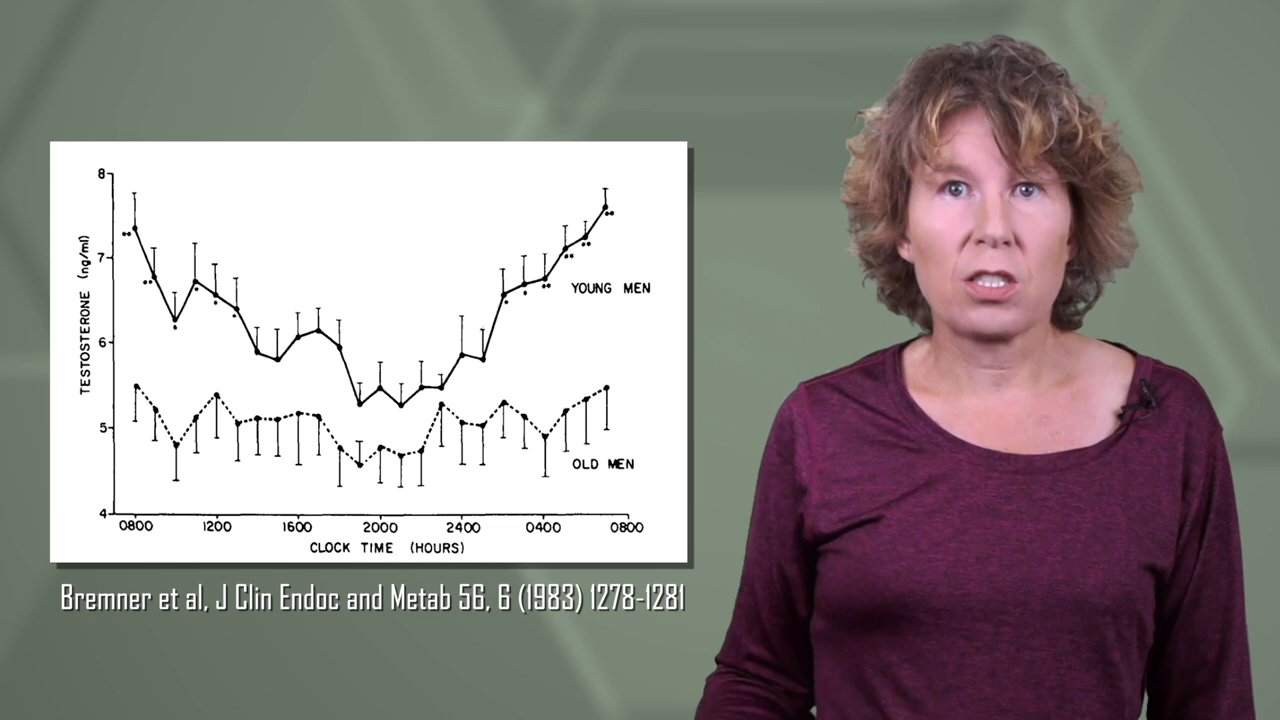 8
7
6
5
4
TESTOSTERONE (ng/ml)
YOUNG MEN
OLD MEN
0800 1200 1600 2000 2400 0400 0800
CLOCK TIME (HOURS)
Bremner et al, J Clin Endoc and Metab 56, 6 (1983) 1278-1281